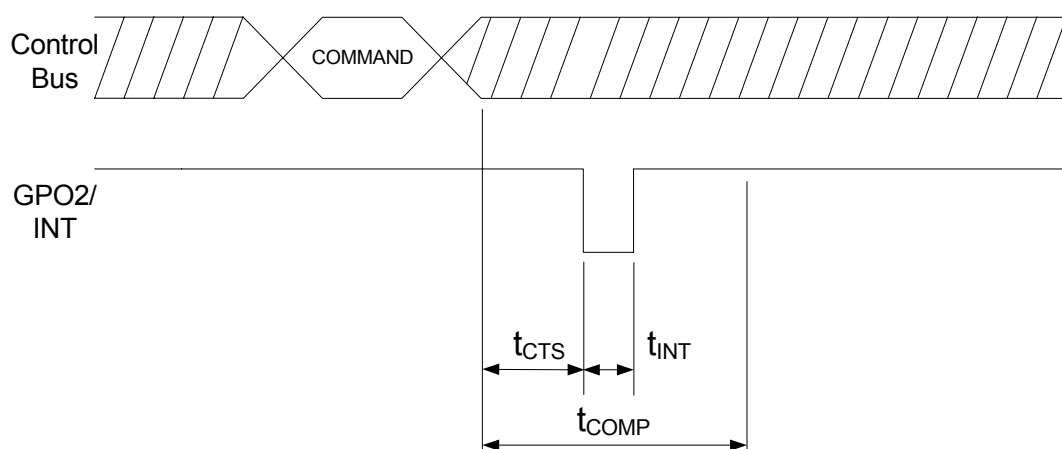 Control
Bus
COMMAND
GPO2/
INT
tCTS
tINT
tCOMP